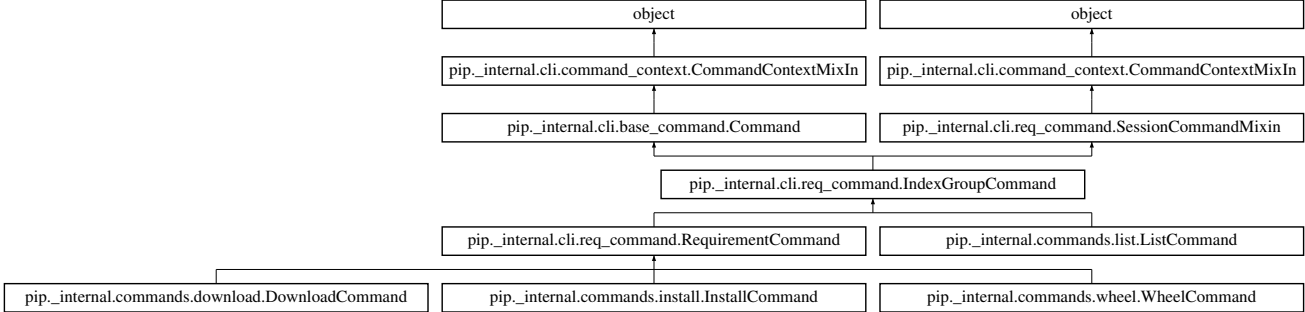 object
object
pip._internal.cli.command_context.CommandContextMixIn
pip._internal.cli.command_context.CommandContextMixIn
pip._internal.cli.base_command.Command
pip._internal.cli.req_command.SessionCommandMixin
pip._internal.cli.req_command.IndexGroupCommand
pip._internal.cli.req_command.RequirementCommand
pip._internal.commands.list.ListCommand
pip._internal.commands.download.DownloadCommand
pip._internal.commands.install.InstallCommand
pip._internal.commands.wheel.WheelCommand